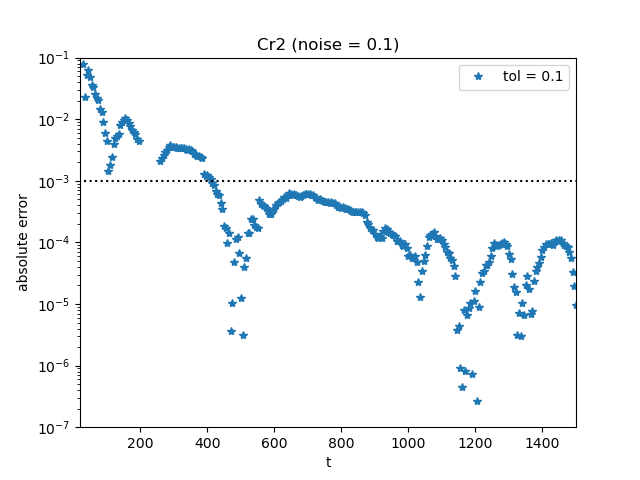 Cr2 (noise = 0.1)
tol = 0.1
absolute error
10⁻¹
10⁻²
10⁻³
10⁻⁴
10⁻⁵
10⁻⁶
10⁻⁷
200 400 600 800 1000 1200 1400
t